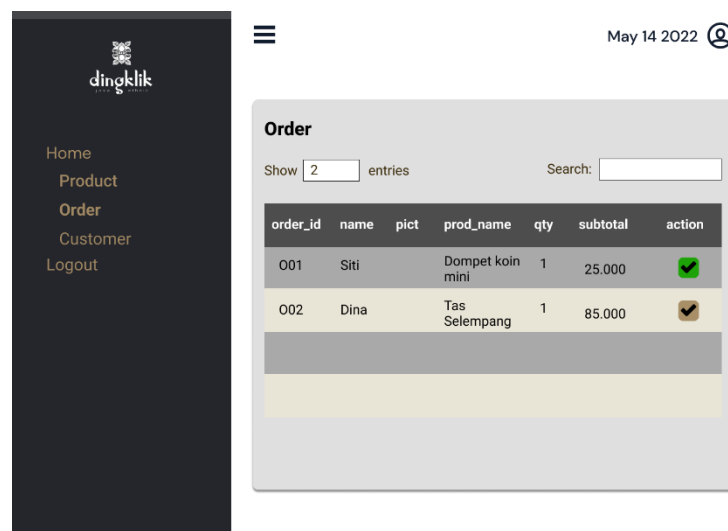 dingklik
May 14 2022
Home
Product
Order
Customer
Logout
Order
Show 2 entries Search:
order_id name pict prod_name qty subtotal action
O01 Siti Dompet koin mini 1 25.000
O02 Dina Tas Selempang 1 85.000